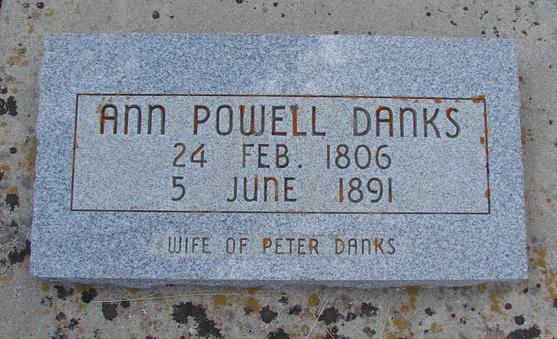 ANN POWELL DANKS
24 FEB. 1806
5 JUNE 1891
WIFE OF PETER DANKS